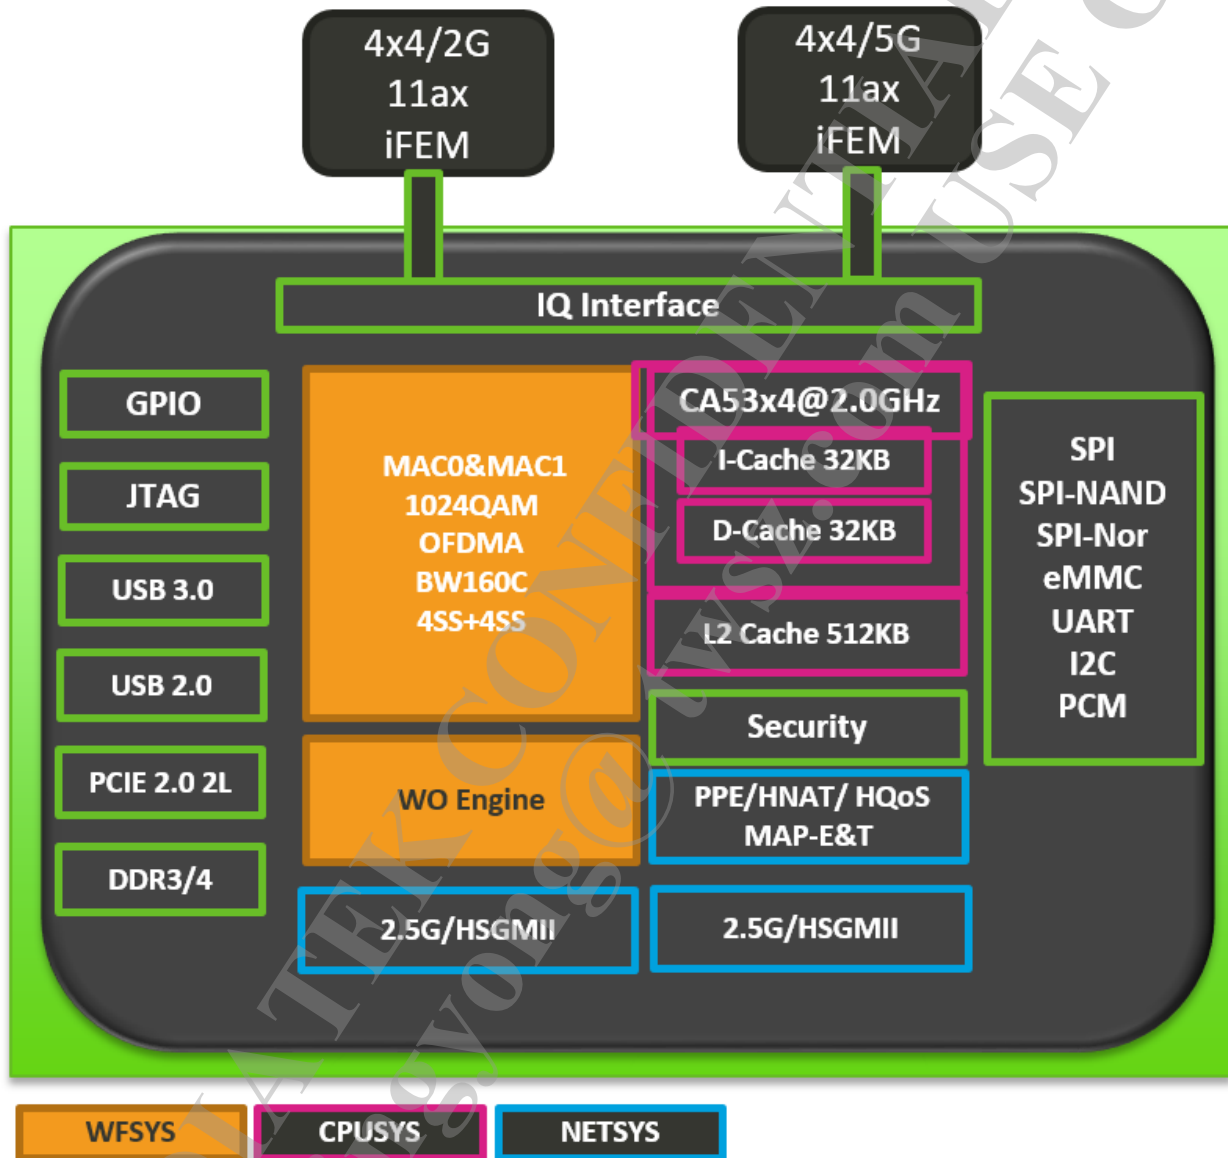 4x4/2G
11ax
iFEM
4x4/5G
11ax
iFEM
IQ Interface
GPIO
JTAG
USB 3.0
USB 2.0
PCIE 2.0 2L
DDR3/4
MAC0&MAC1
1024QAM
OFDMA
BW160C
4SS+4SS
WO Engine
2.5G/HSGMII
CA53x4@2.0GHz
I-Cache 32KB
D-Cache 32KB
L2 Cache 512KB
Security
PPE/HNAT/ HQoS
MAP-E&T
2.5G/HSGMII
SPI
SPI-NAND
SPI-Nor
eMMC
UART
I2C
PCM
WFSYS
CPUSYS
NETSYS
CONFIDENTIAL
USE